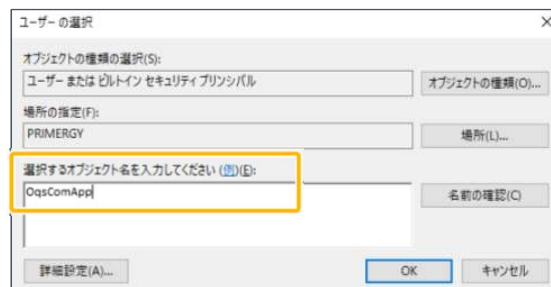 ユーザー の選択
オブジェクトの種類の選択(S):
ユーザー または ビルトイン セキュリティ プリンシパル
オブジェクトの種類(O)...
場所の指定(F):
PRIMERGY
場所(L)...
選択するオブジェクト名を入力してください (例)(E):
OqsComApp
名前の確認(C)
詳細設定(A)...
OK
キャンセル